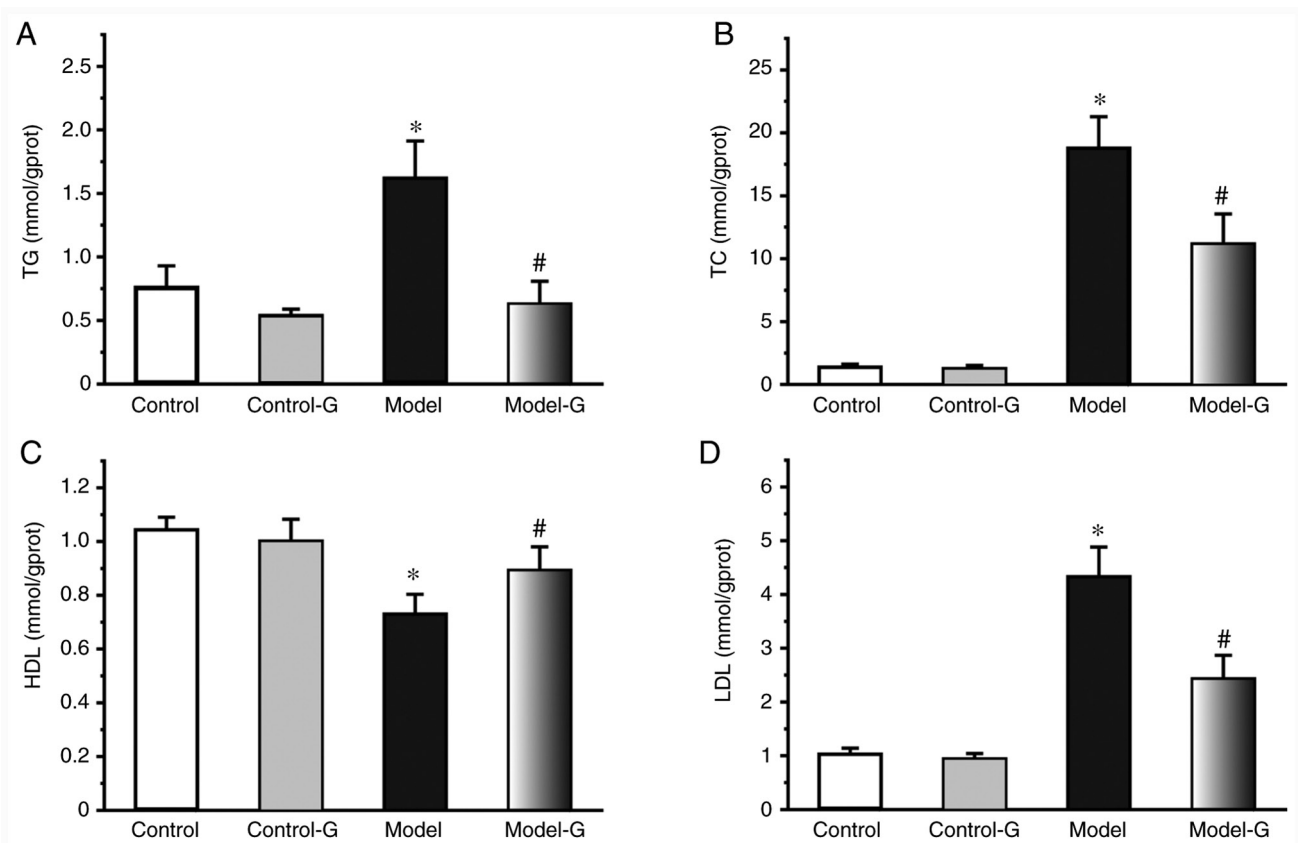 A
TG (mmol/gprot)
2.5
2.0
1.5
1.0
0.5
0
*
#
Control Control-G Model Model-G
B
TC (mmol/gprot)
25
20
15
10
5
0
*
#
Control Control-G Model Model-G
C
HDL (mmol/gprot)
1.2
1.0
0.8
0.6
0.4
0.2
0
*
#
Control Control-G Model Model-G
D
LDL (mmol/gprot)
6
5
4
3
2
1
0
*
#
Control Control-G Model Model-G